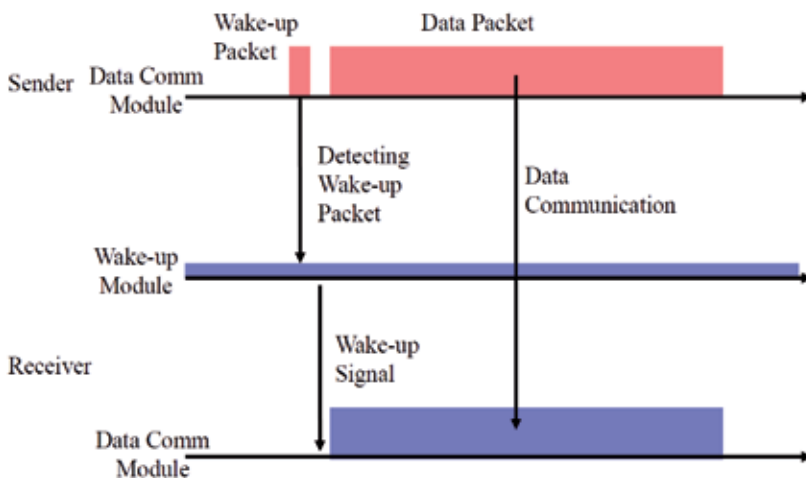 Wake-up
Packet
Data Packet
Sender
Data Comm
Module
Detecting
Wake-up
Packet
Data
Communication
Wake-up
Module
Receiver
Wake-up
Signal
Data Comm
Module